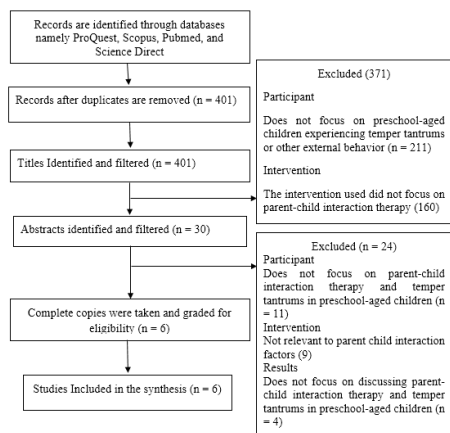 Records are identified through databases
namely ProQuest, Scopus, Pubmed, and
Science Direct
Records after duplicates are removed (n = 401)
Titles Identified and filtered (n = 401)
Abstracts identified and filtered (n = 30)
Complete copies were taken and graded for
eligibility (n = 6)
Studies Included in the synthesis (n = 6)
Excluded (371)
Participant
Does not focus on preschool-aged
children experiencing temper tantrums
or other external behavior (n = 211)
Intervention
The intervention used did not focus on
parent-child interaction therapy (160)
Excluded (n = 24)
Participant
Does not focus on parent-child
interaction therapy and temper
tantrums in preschool-aged children (n
= 11)
Intervention
Not relevant to parent child interaction
factors (9)
Results
Does not focus on discussing parent-
child interaction therapy and temper
tantrums in preschool-aged children (n
= 4)